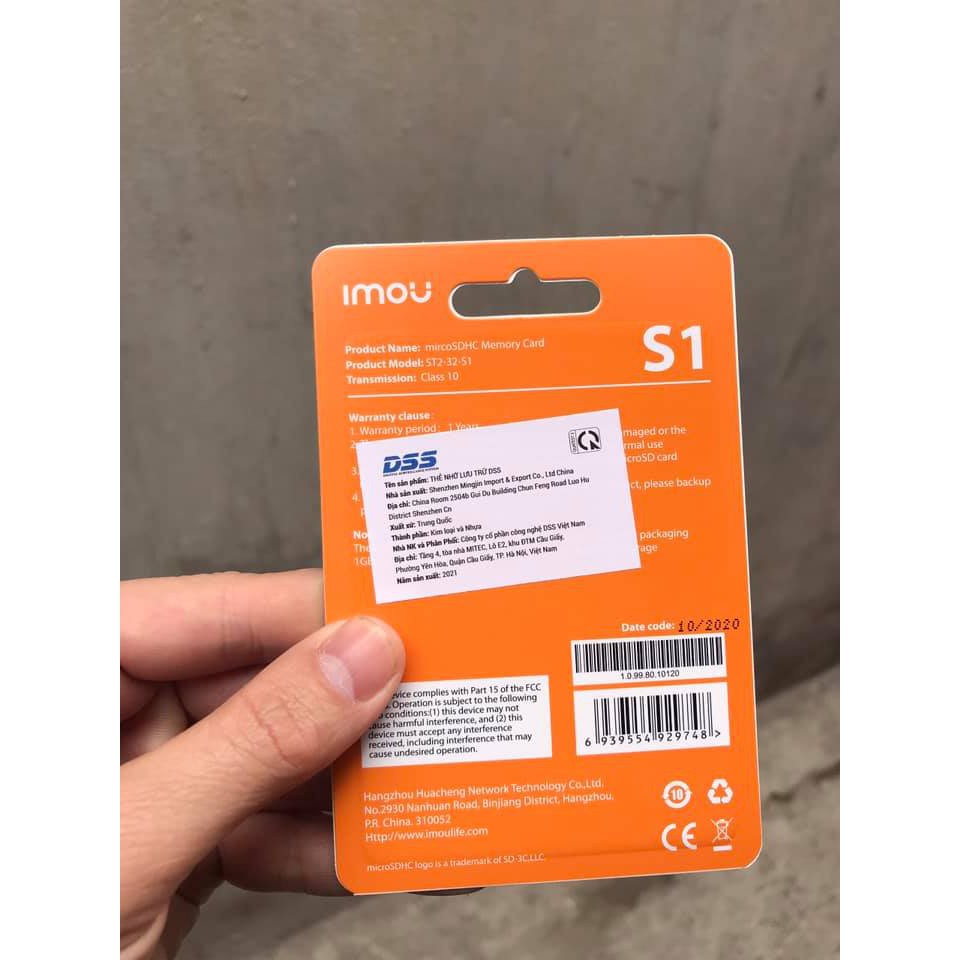 imou
S1
Product Name: mircoSDHC Memory Card
Product Model: ST2-32-S1
Transmission: Class 10
Warranty clause:
1. Warranty period: 1 Years
2. maged or the
rmal use
3. icroSD card
4. ct, please backup
packaging
1G
DSS
Tên sản phẩm: THẺ NHỚ LƯU TRỮ DSS
Nhà sản xuất: Shenzhen Mingjin Import & Export Co., Ltd China
Địa chỉ: China Room 2504b Gui Du Building Chun Feng Road Luo Hu
District Shenzhen Cn
Xuất xứ: Trung Quốc
Thành phần: Kim loại và Nhựa
Nhà NK và Phân Phối: Công ty cổ phần công nghệ DSS Việt Nam
Địa chỉ: Tầng 4, tòa nhà MITEC, Lô E2, khu ĐTM Cầu Giấy,
Phường Yên Hòa, Quận Cầu Giấy, TP. Hà Nội, Việt Nam
Năm sản xuất: 2021
Date code: 10/2020
1.0.99.80.10120
6 939554 929748 >
evice complies with Part 15 of the FCC
. Operation is subject to the following
conditions:(1) this device may not
cause harmful interference, and (2) this
device must accept any interference
received, including interference that may
cause undesired operation.
Hangzhou Huacheng Network Technology Co.,Ltd.
No.2930 Nanhuan Road, Binjiang District, Hangzhou,
P.R. China. 310052
Http://www.imoulife.com
10
CE
microSDHC logo is a trademark of SD-3C,LLC.